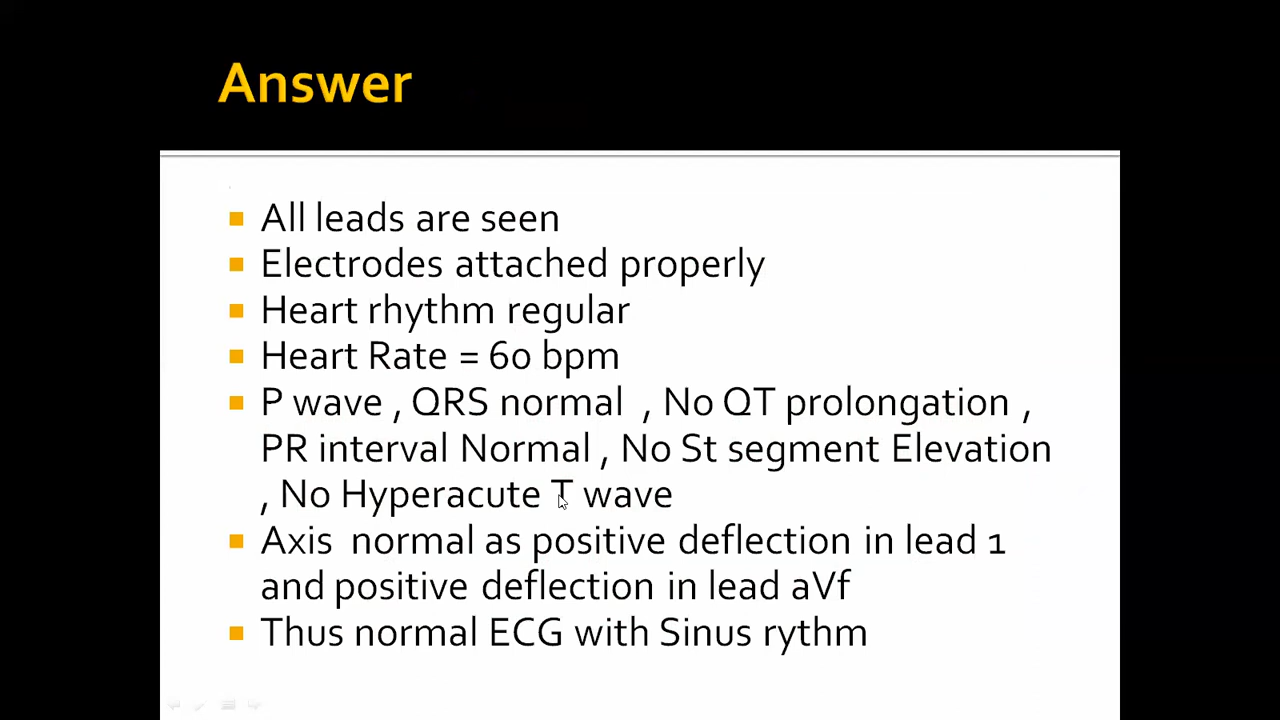 Answer
All leads are seen
Electrodes attached properly
Heart rhythm regular
Heart Rate = 60 bpm
P wave , QRS normal , No QT prolongation ,
PR interval Normal , No St segment Elevation
, No Hyperacute T wave
Axis normal as positive deflection in lead 1
and positive deflection in lead aVf
Thus normal ECG with Sinus rythm